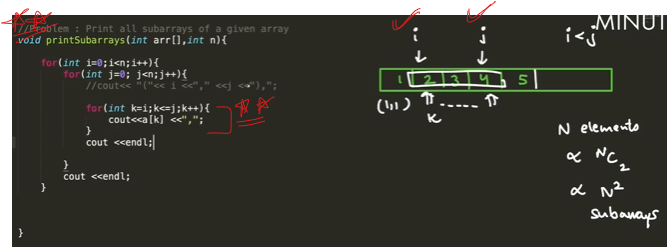 //Problem : Print all subarrays of a given array
void printSubarrays(int arr[],int n){
for(int i=0;i<n;i++){
for(int j=0; j<n;j++){
//cout<< "("<< i <<"," <<j <<"),";
for(int k=i;k<=j;k++){
cout<<a[k] <<",";
}
cout <<endl;
}
cout <<endl;
}
}
i
j
i<j
MINUT
1 2 3 4 5
(1,1)
K
N elements
∝ NC2
∝ N2
subarrays